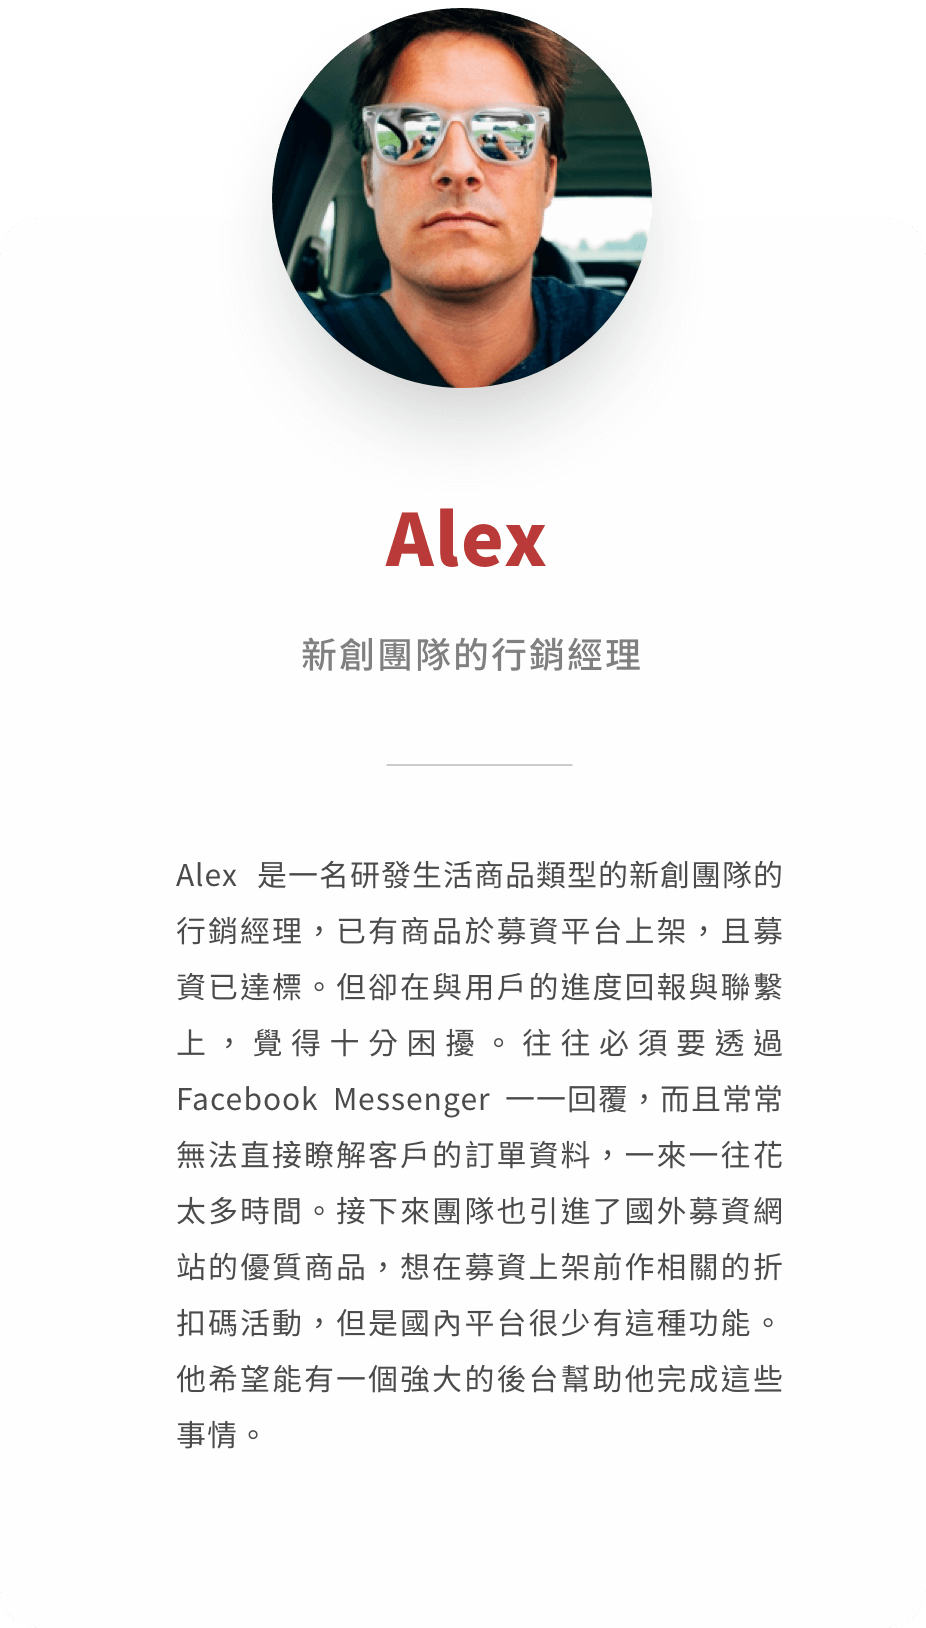 Alex
新創團隊的行銷經理
Alex 是一名研發生活商品類型的新創團隊的
行銷經理，已有商品於募資平台上架，且募
資已達標。但卻在與用戶的進度回報與聯繫
上，覺得十分困擾。往往必須要透過
Facebook Messenger 一一回覆，而且常常
無法直接瞭解客戶的訂單資料，一來一往花
太多時間。接下來團隊也引進了國外募資網
站的優質商品，想在募資上架前作相關的折
扣碼活動，但是國內平台很少有這種功能。
他希望能有一個強大的後台幫助他完成這些
事情。